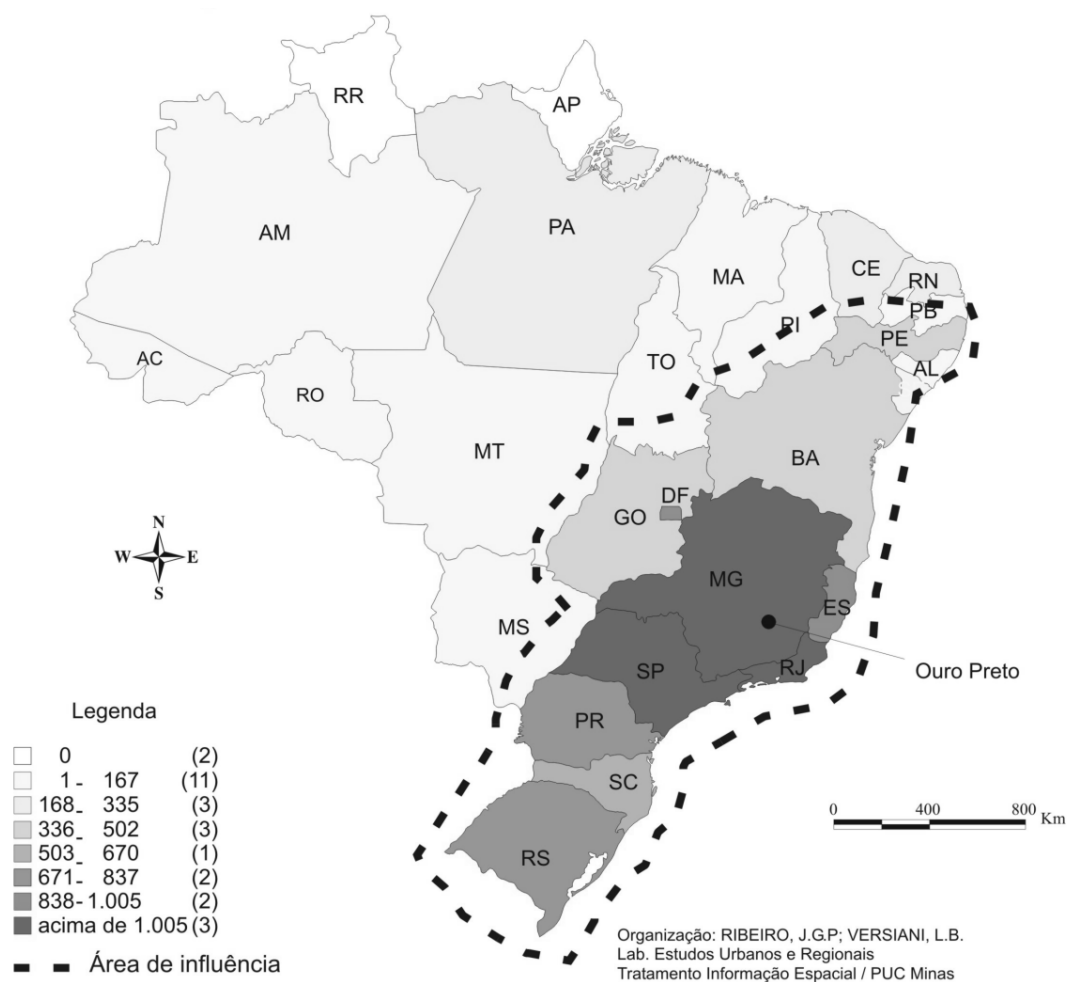 RR
AP
AM
PA
MA
CE
RN
PB
PI
PE
AC
TO
AL
RO
MT
BA
DF
GO
N
W E
S
MG
ES
MS
SP
RJ
Ouro Preto
PR
SC
RS
Legenda
0 (2)
1 - 167 (11)
168 - 335 (3)
336 - 502 (3)
503 - 670 (1)
671 - 837 (2)
838 - 1.005 (2)
acima de 1.005 (3)
Área de influência
0 400 800 Km
Organização: RIBEIRO, J.G.P; VERSIANI, L.B.
Lab. Estudos Urbanos e Regionais
Tratamento Informação Espacial / PUC Minas